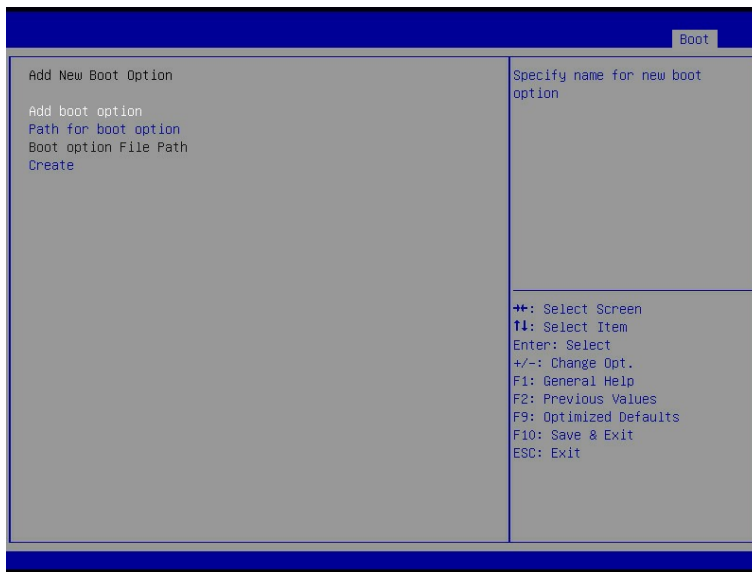 Boot
Add New Boot Option
Add boot option
Path for boot option
Boot option File Path
Create
Specify name for new boot
option
→←: Select Screen
↑↓: Select Item
Enter: Select
+/-: Change Opt.
F1: General Help
F2: Previous Values
F9: Optimized Defaults
F10: Save & Exit
ESC: Exit